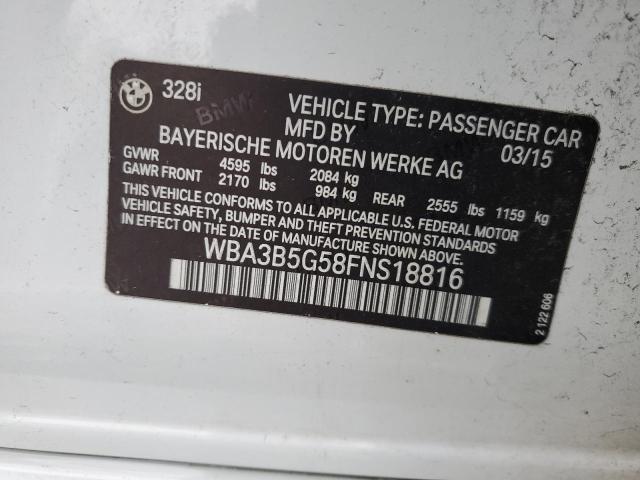 328i
VEHICLE TYPE: PASSENGER CAR
MFD BY 03/15
BAYERISCHE MOTOREN WERKE AG
GVWR 4595 lbs 2084 kg
GAWR FRONT 2170 lbs 984 kg REAR 2555 lbs 1159 kg
THIS VEHICLE CONFORMS TO ALL APPLICABLE U.S. FEDERAL MOTOR
VEHICLE SAFETY, BUMPER AND THEFT PREVENTION STANDARDS
IN EFFECT ON THE DATE OF MANUFACTURE SHOWN ABOVE.
WBA3B5G58FNS18816
2 122 606
BMW